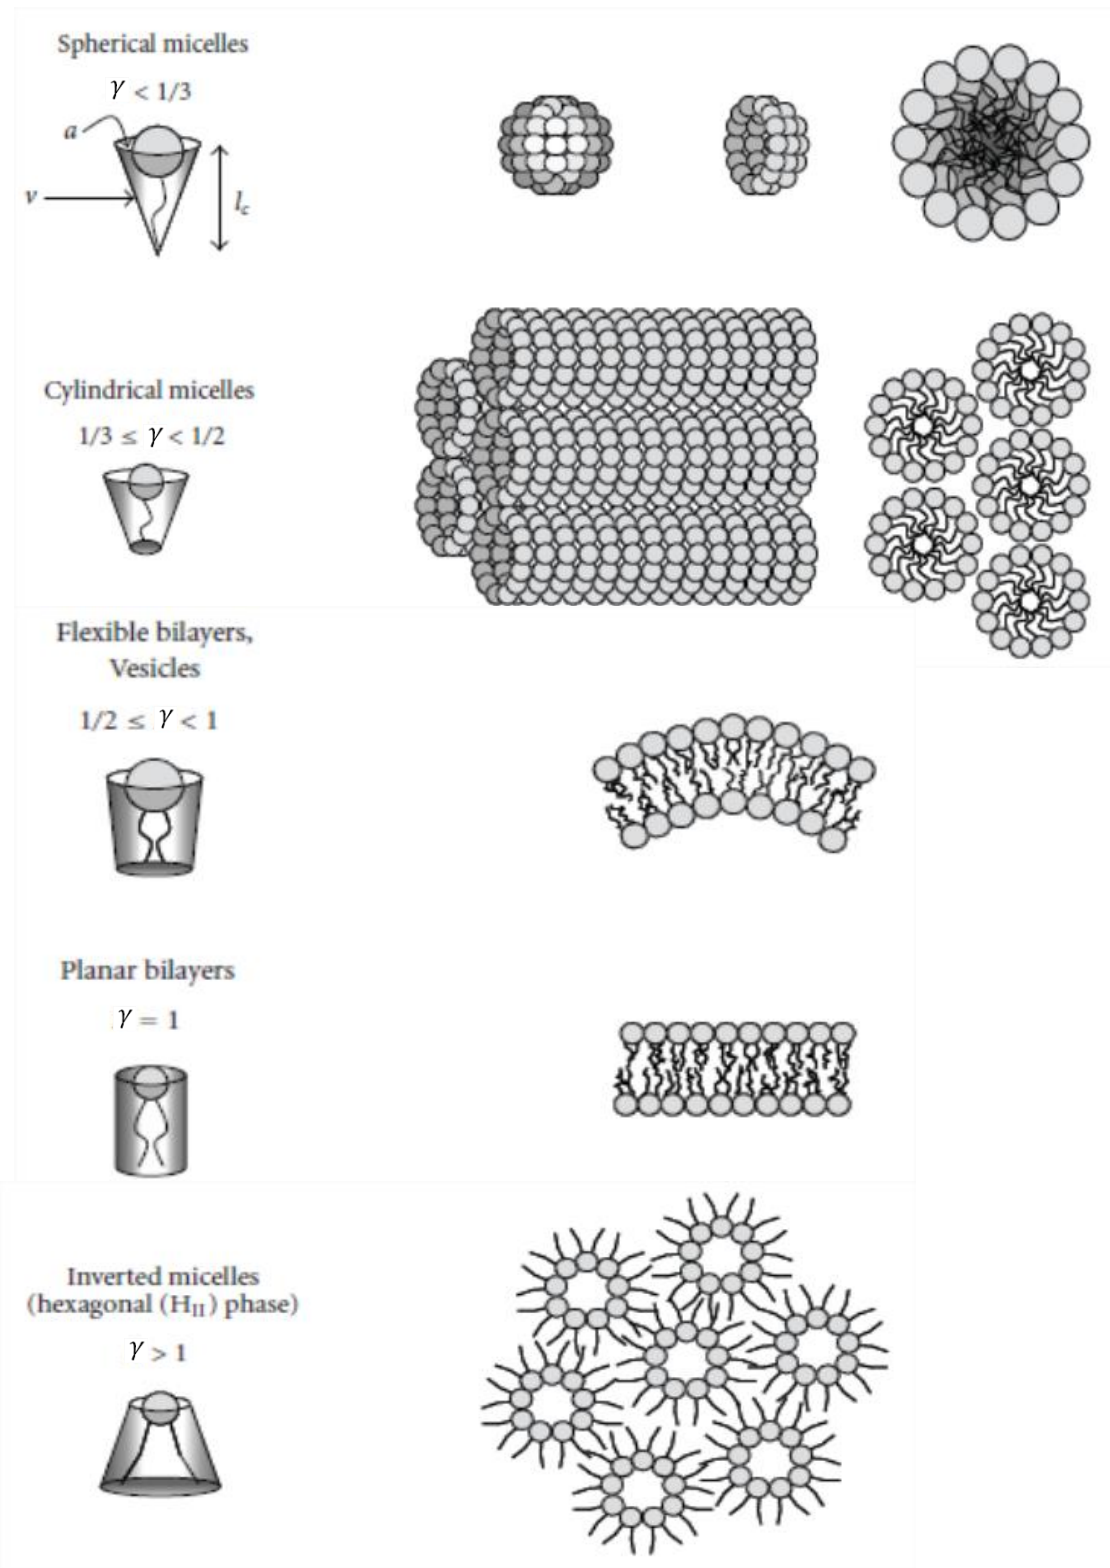 Spherical micelles
γ < 1/3
a
v
l_c
Cylindrical micelles
1/3 ≤ γ < 1/2
Flexible bilayers,
Vesicles
1/2 ≤ γ < 1
Planar bilayers
γ = 1
Inverted micelles
(hexagonal (H_II) phase)
γ > 1